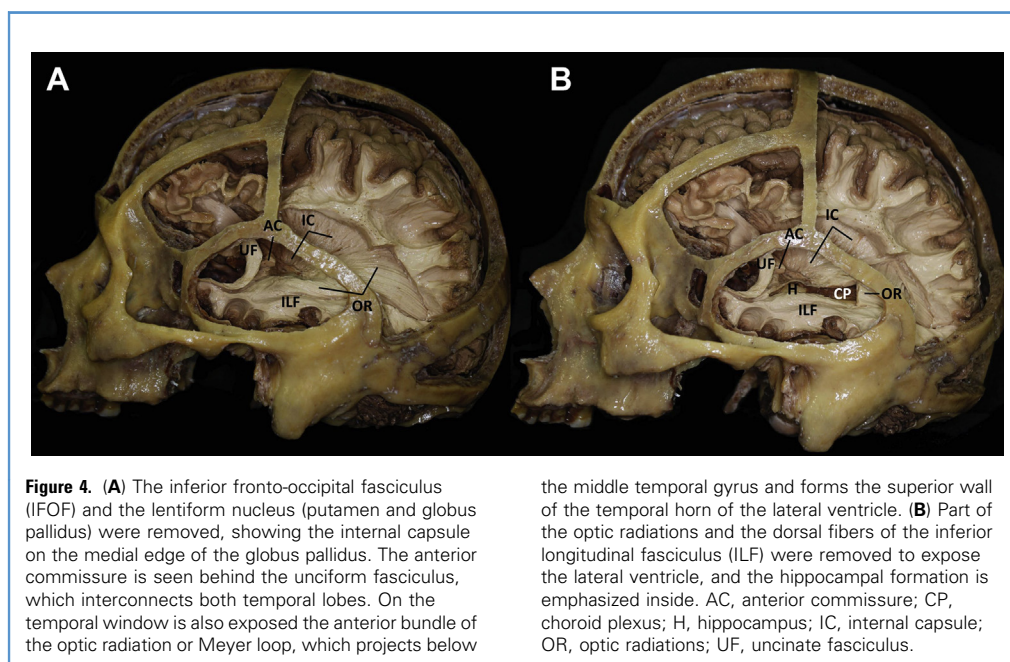 A
AC
IC
UF
ILF
OR
B
IC
AC
UF
H
CP
OR
ILF
Figure 4. (A) The inferior fronto-occipital fasciculus
(IFOF) and the lentiform nucleus (putamen and globus
pallidus) were removed, showing the internal capsule
on the medial edge of the globus pallidus. The anterior
commissure is seen behind the unciform fasciculus,
which interconnects both temporal lobes. On the
temporal window is also exposed the anterior bundle of
the optic radiation or Meyer loop, which projects below
the middle temporal gyrus and forms the superior wall
of the temporal horn of the lateral ventricle. (B) Part of
the optic radiations and the dorsal fibers of the inferior
longitudinal fasciculus (ILF) were removed to expose
the lateral ventricle, and the hippocampal formation is
emphasized inside. AC, anterior commissure; CP,
choroid plexus; H, hippocampus; IC, internal capsule;
OR, optic radiations; UF, uncinate fasciculus.